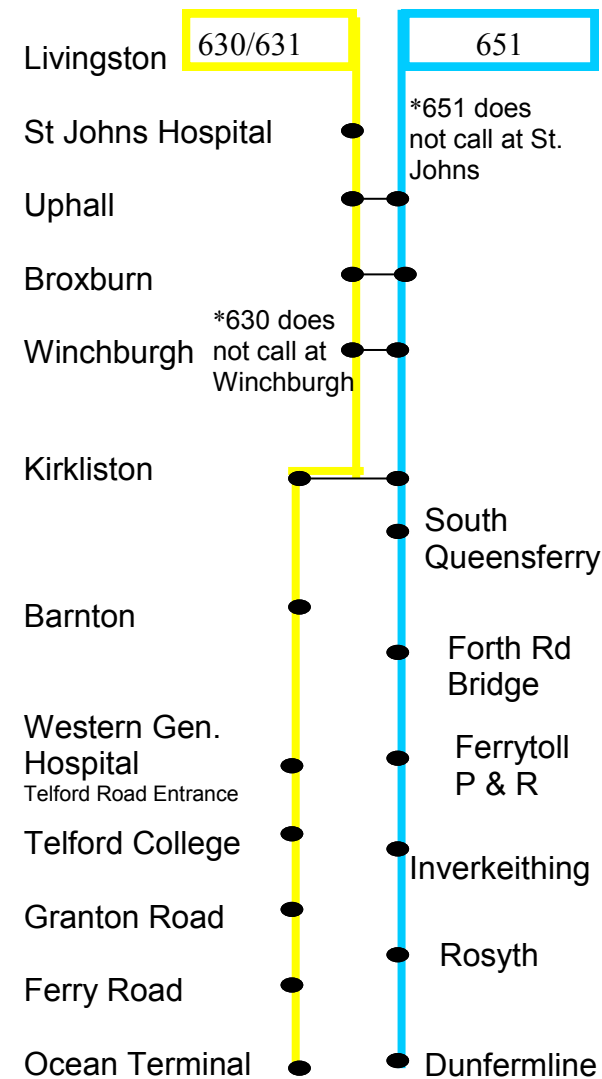 630/631
651
Livingston
*651 does
not call at St.
Johns
St Johns Hospital
Uphall
Broxburn
*630 does
not call at
Winchburgh
Winchburgh
Kirkliston
South
Queensferry
Barnton
Forth Rd
Bridge
Western Gen.
Hospital
Telford Road Entrance
Ferrytoll
P & R
Telford College
Inverkeithing
Granton Road
Rosyth
Ferry Road
Ocean Terminal
Dunfermline